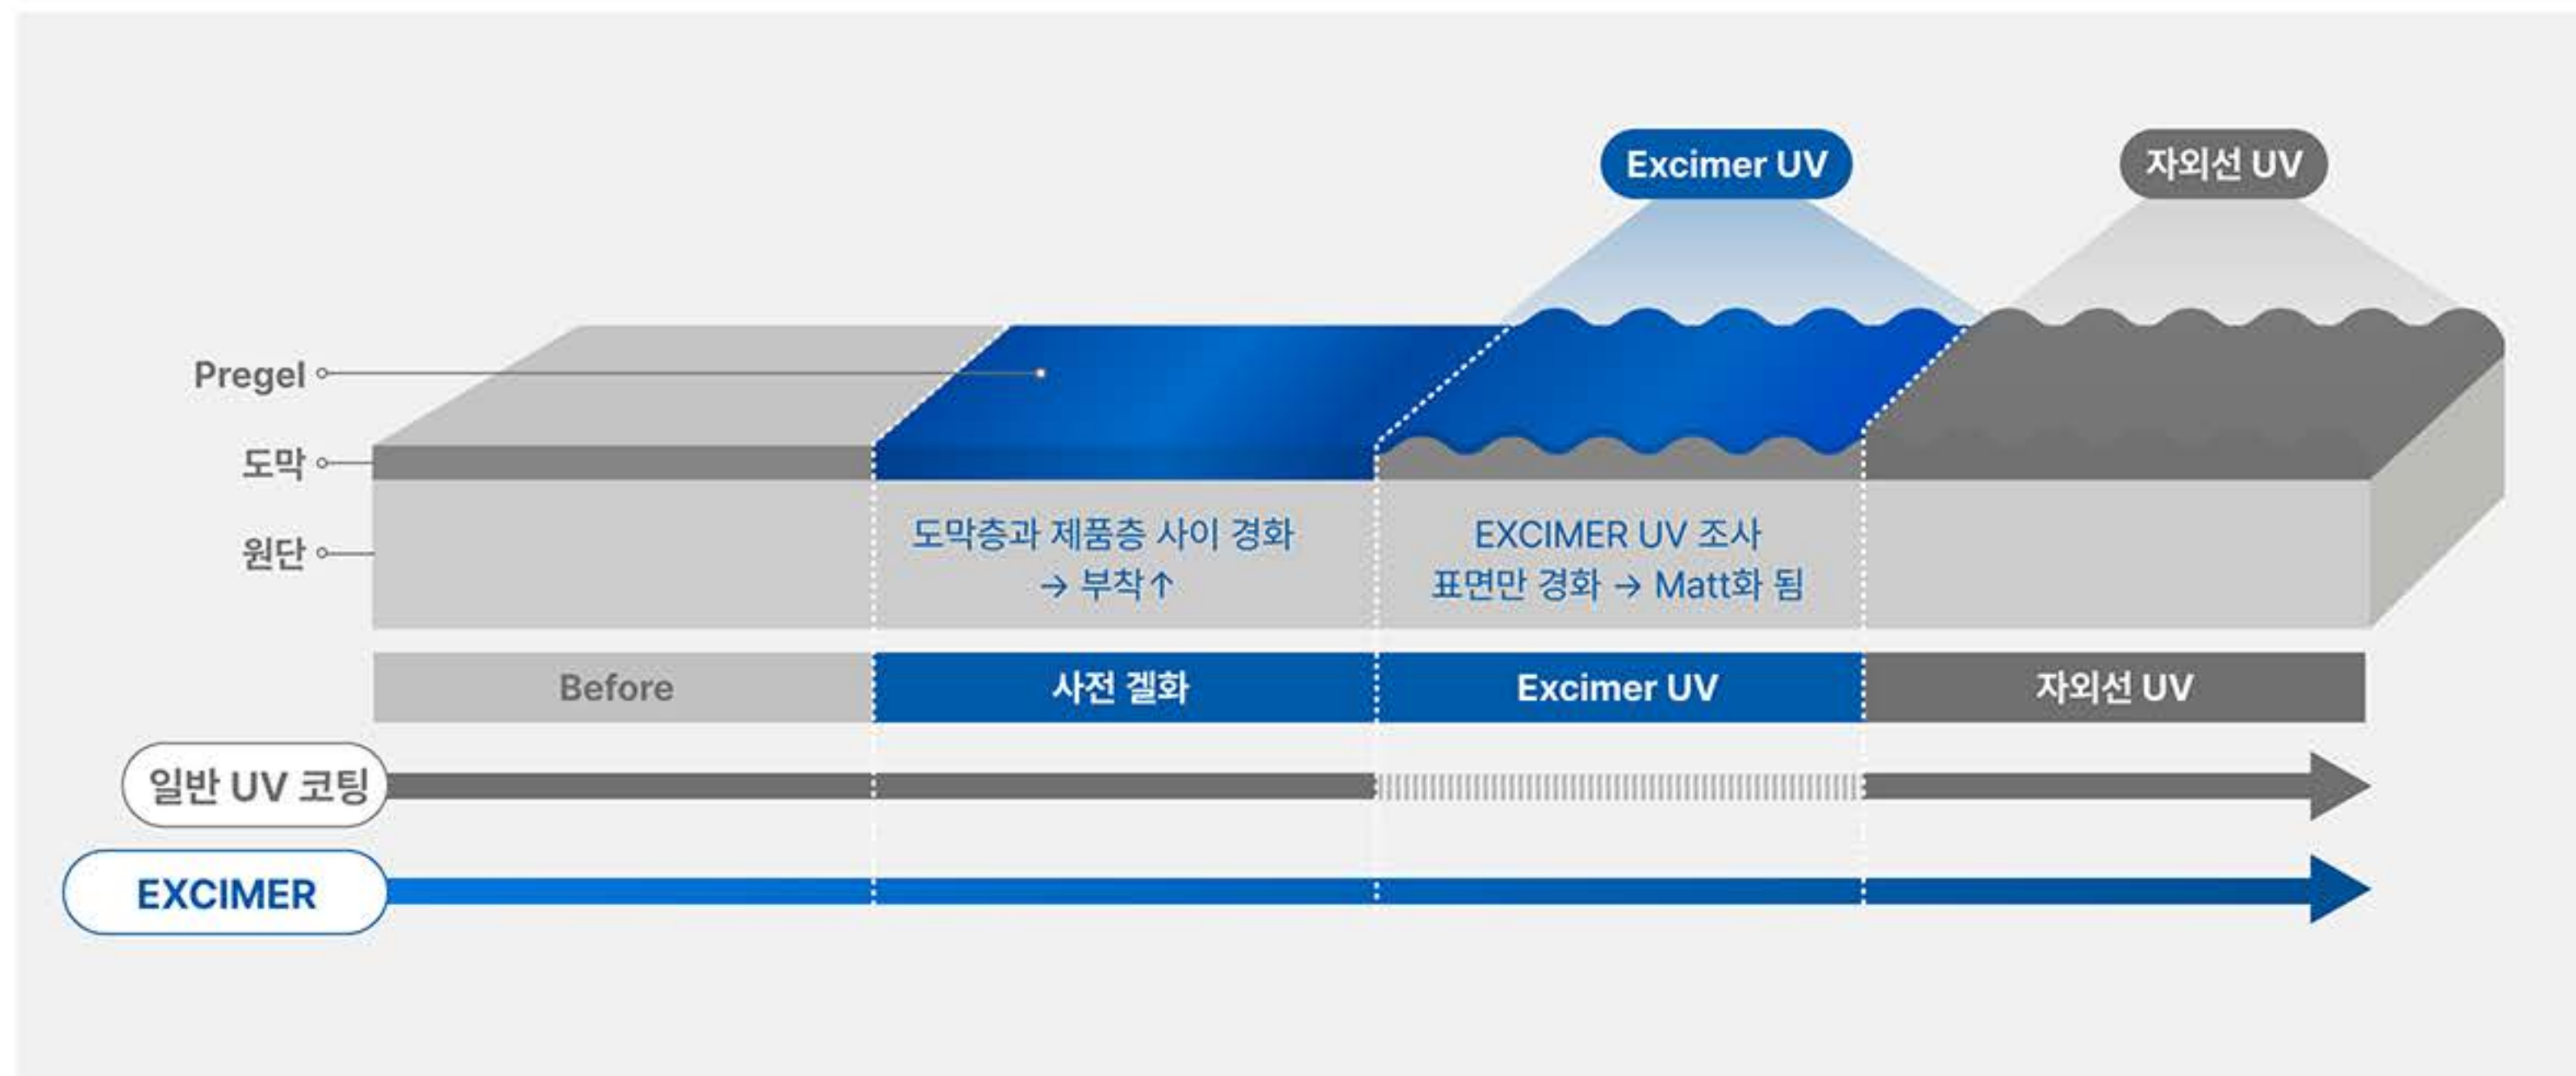 Excimer UV
자외선 UV
Pregel
도막
원단
도막층과 제품층 사이 경화
→ 부착↑
EXCIMER UV 조사
표면만 경화 → Matt화 됨
Before
사전 겔화
Excimer UV
자외선 UV
일반 UV 코팅
EXCIMER